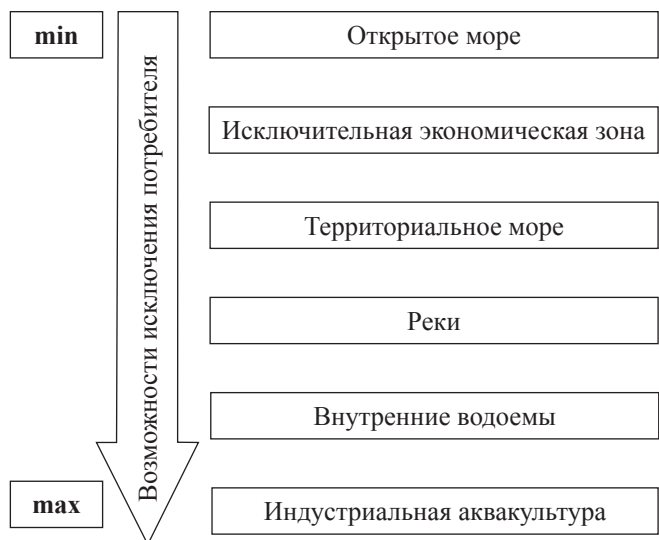 min
Открытое море
Возможности исключения потребителя
Исключительная экономическая зона
Территориальное море
Реки
Внутренние водоемы
max
Индустриальная аквакультура